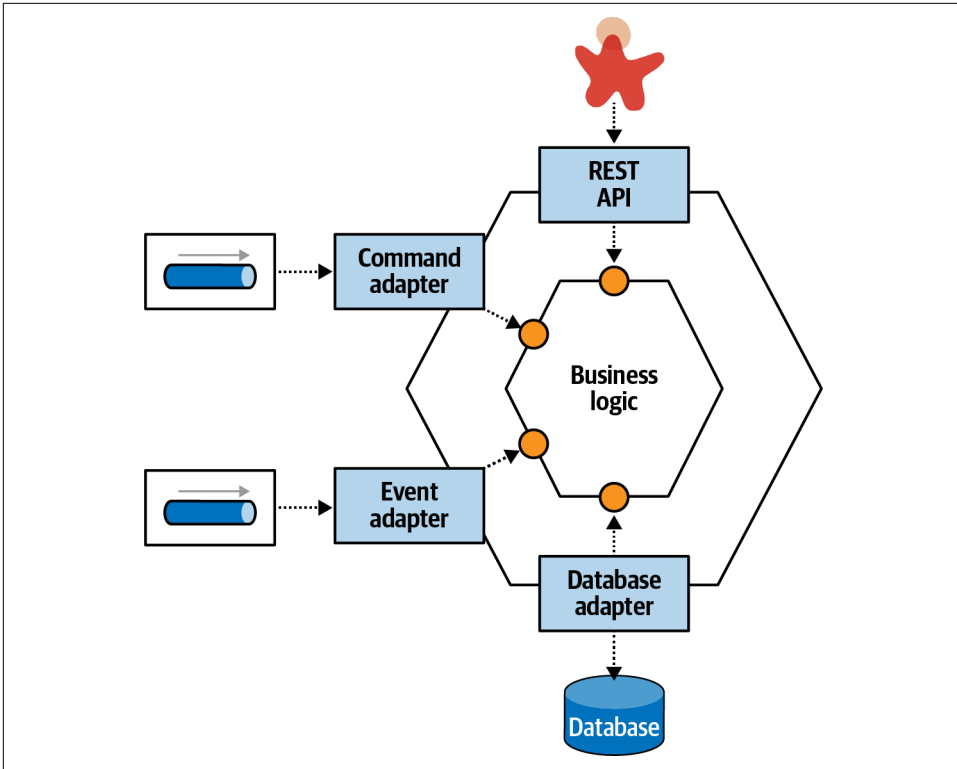 REST
API
Command
adapter
Business
logic
Event
adapter
Database
adapter
Database